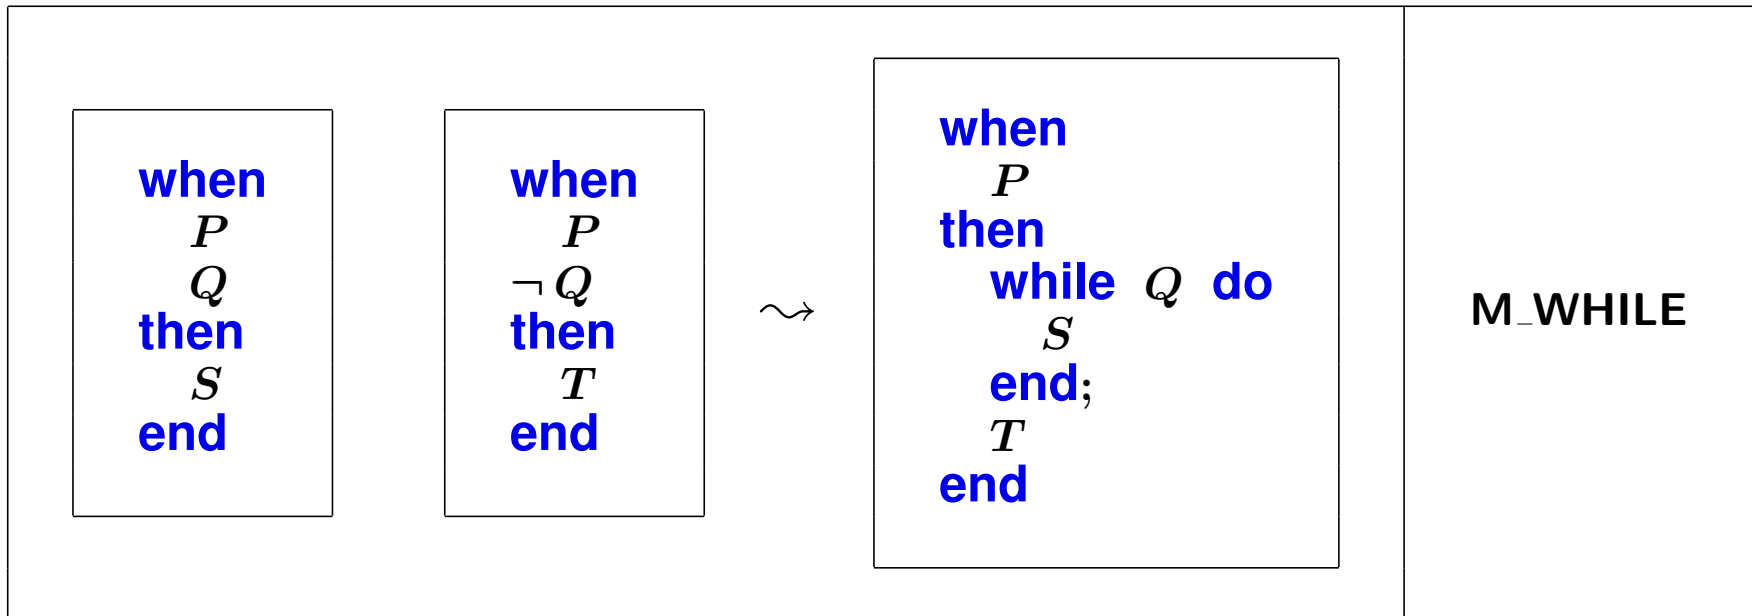 when
P
Q
then
S
end
when
P
¬ Q
then
T
end
⇝
when
P
then
while Q do
S
end;
T
end
M_WHILE